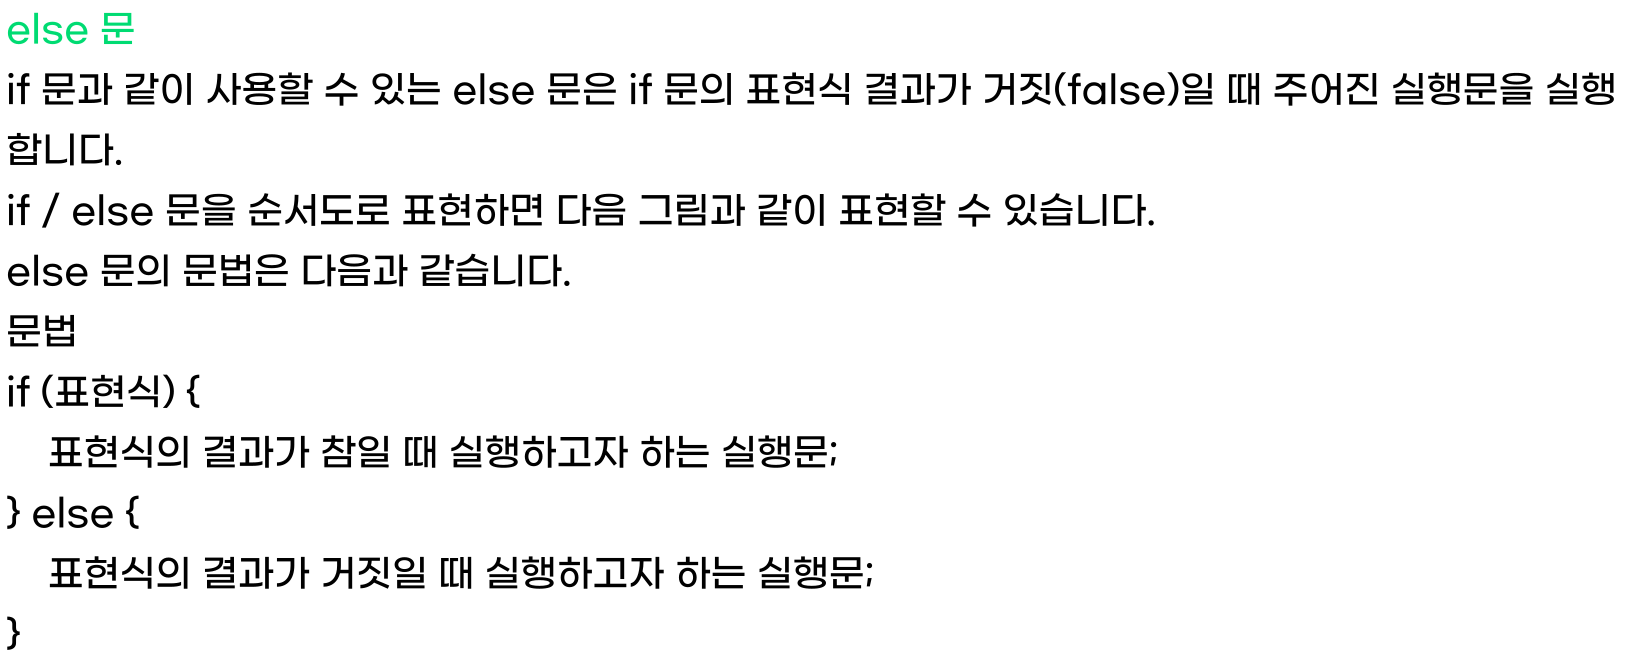 else 문
if 문과 같이 사용할 수 있는 else 문은 if 문의 표현식 결과가 거짓(false)일 때 주어진 실행문을 실행
합니다.
if / else 문을 순서도로 표현하면 다음 그림과 같이 표현할 수 있습니다.
else 문의 문법은 다음과 같습니다.
문법
if (표현식) {
    표현식의 결과가 참일 때 실행하고자 하는 실행문;
} else {
    표현식의 결과가 거짓일 때 실행하고자 하는 실행문;
}